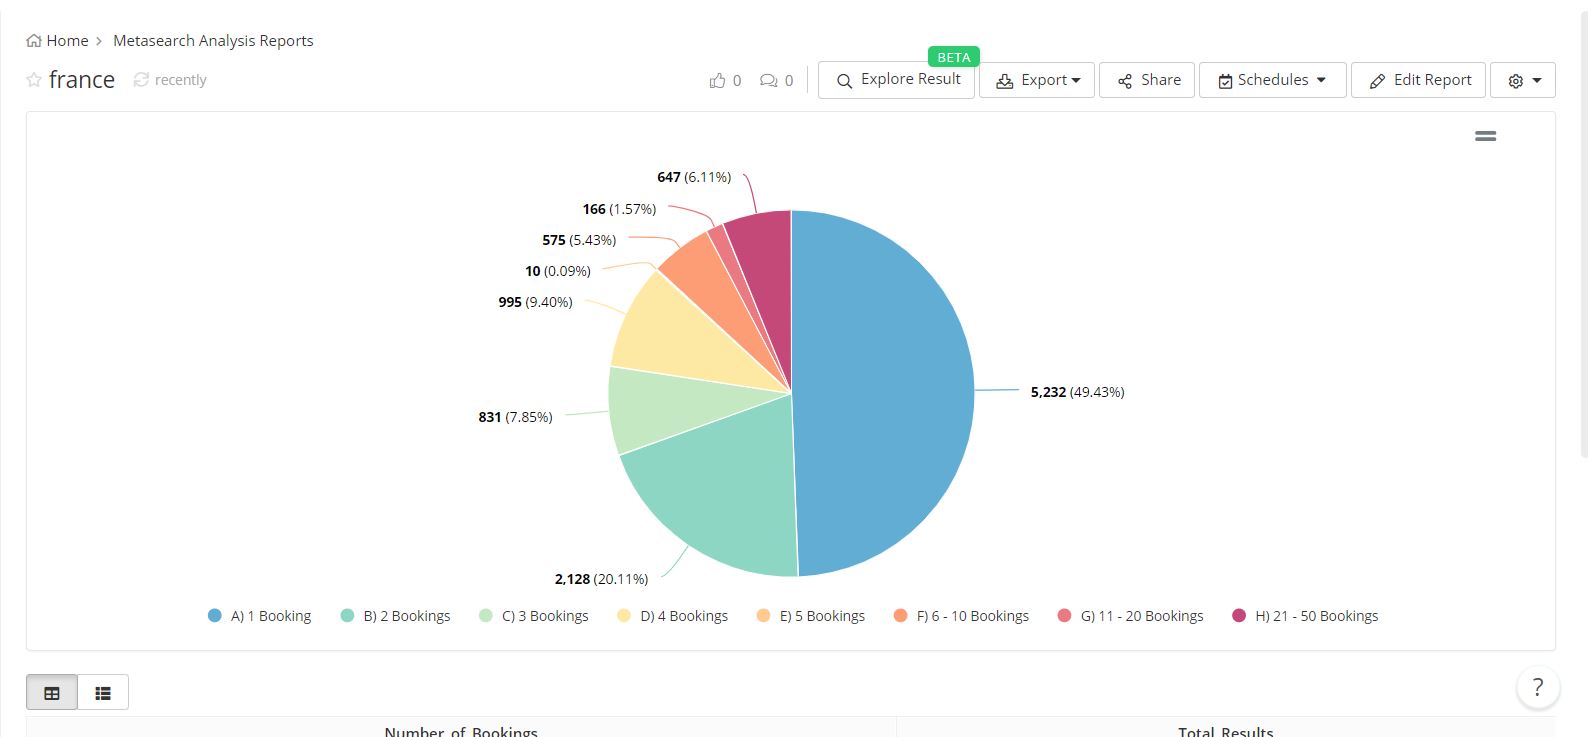 Home > Metasearch Analysis Reports
BETA
france recently 0 0 Explore Result Export Share Schedules Edit Report
647 (6.11%)
166 (1.57%)
575 (5.43%)
10 (0.09%)
995 (9.40%)
5,232 (49.43%)
831 (7.85%)
2,128 (20.11%)
A) 1 Booking B) 2 Bookings C) 3 Bookings D) 4 Bookings E) 5 Bookings F) 6 - 10 Bookings G) 11 - 20 Bookings H) 21 - 50 Bookings
?
Number of Bookings Total Results